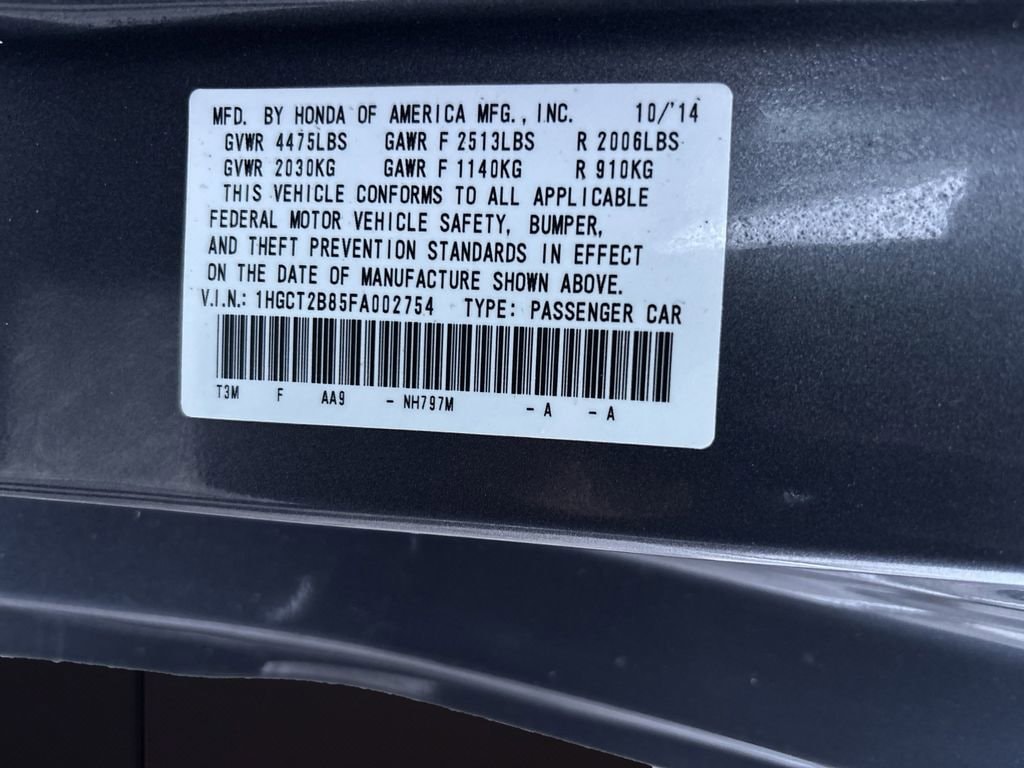 MFD. BY HONDA OF AMERICA MFG., INC. 10/'14
GVWR 4475LBS GAWR F 2513LBS R 2006LBS
GVWR 2030KG GAWR F 1140KG R 910KG
THIS VEHICLE CONFORMS TO ALL APPLICABLE
FEDERAL MOTOR VEHICLE SAFETY, BUMPER,
AND THEFT PREVENTION STANDARDS IN EFFECT
ON THE DATE OF MANUFACTURE SHOWN ABOVE.
V.I.N.: 1HGCT2B85FA002754 TYPE: PASSENGER CAR
T3M F AA9 - NH797M - A - A